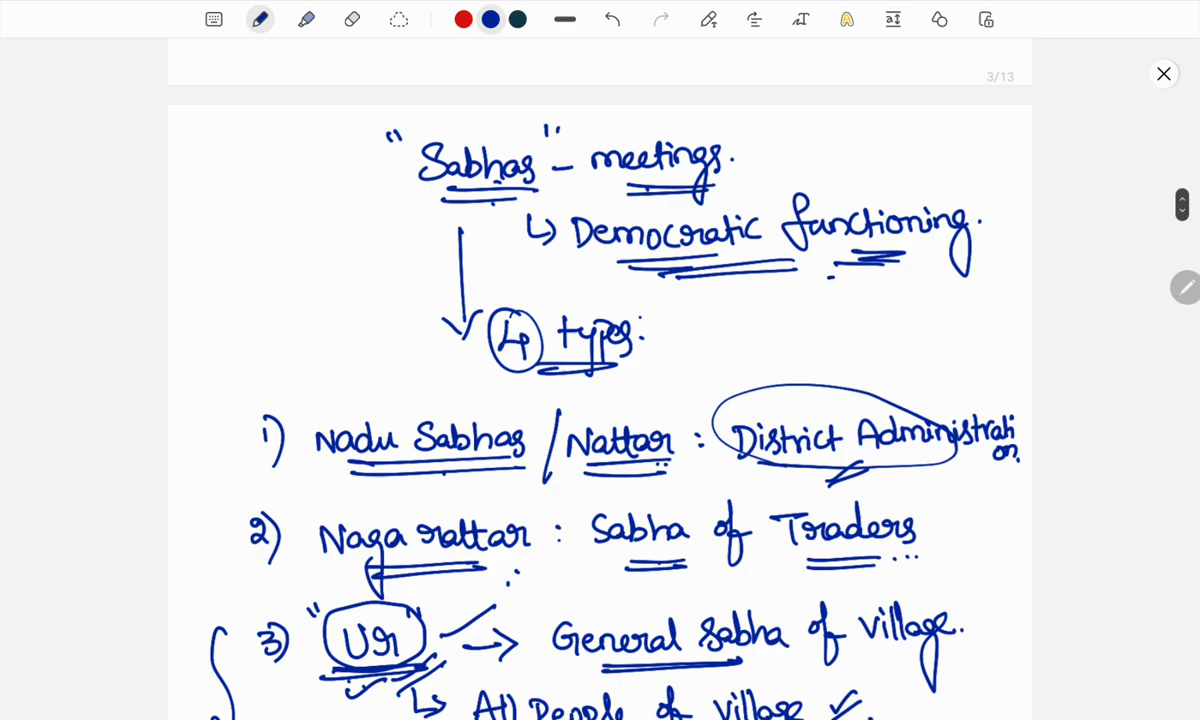 3/13
"Sabhas" - meetings.
↳ Democratic functioning.
4 types:
1) Nadu Sabhas / Nattar : District Administration.
2) Nagarattar : Sabha of Traders
3) "Ur" → General Sabha of village.
↳ All People of village ✓.